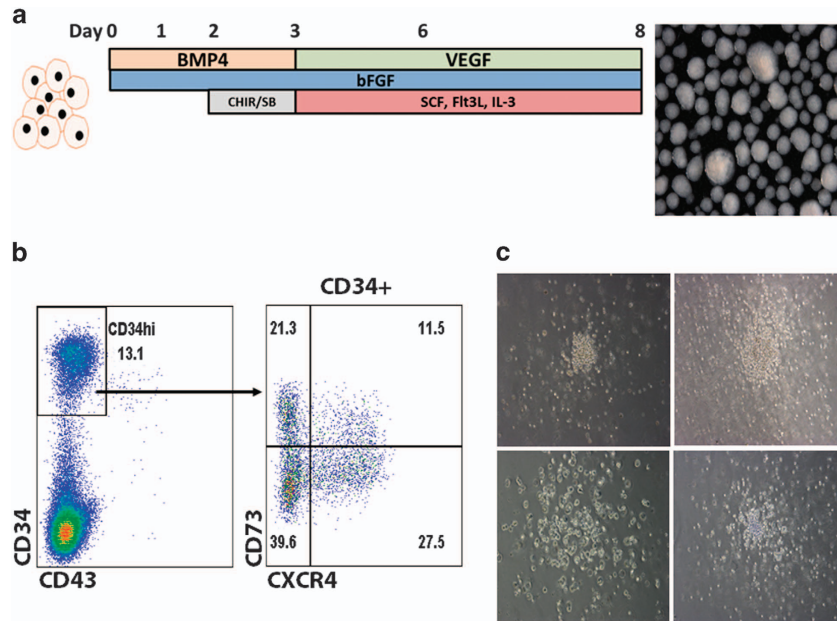 a
Day 0 1 2 3 6 8
BMP4 VEGF
bFGF
CHIR/SB SCF, Flt3L, IL-3
b
CD34hi
13.1
CD34
CD43
CD34+
21.3 11.5
39.6 27.5
CD73
CXCR4
c